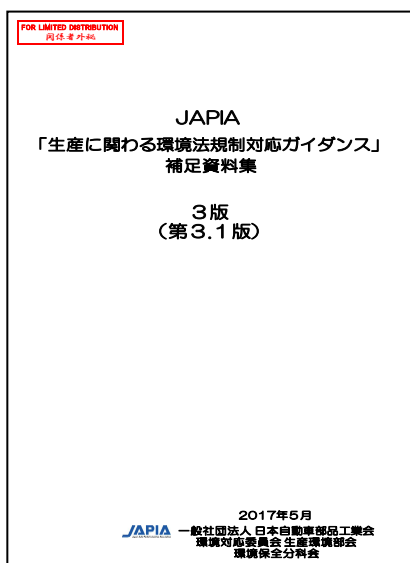 FOR LIMITED DISTRIBUTION
関係者外秘
JAPIA
「生産に関わる環境法規制対応ガイダンス」
補足資料集
3版
（第3.1版）
2017年5月
JAPIA 一般社団法人 日本自動車部品工業会
環境対応委員会 生産環境部会
環境保全分科会